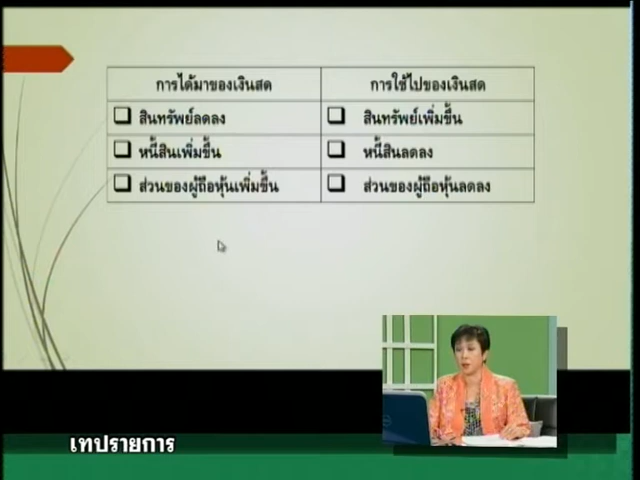 การได้มาของเงินสด การใช้ไปของเงินสด
สินทรัพย์ลดลง สินทรัพย์เพิ่มขึ้น
หนี้สินเพิ่มขึ้น หนี้สินลดลง
ส่วนของผู้ถือหุ้นเพิ่มขึ้น ส่วนของผู้ถือหุ้นลดลง
เทปรายการ